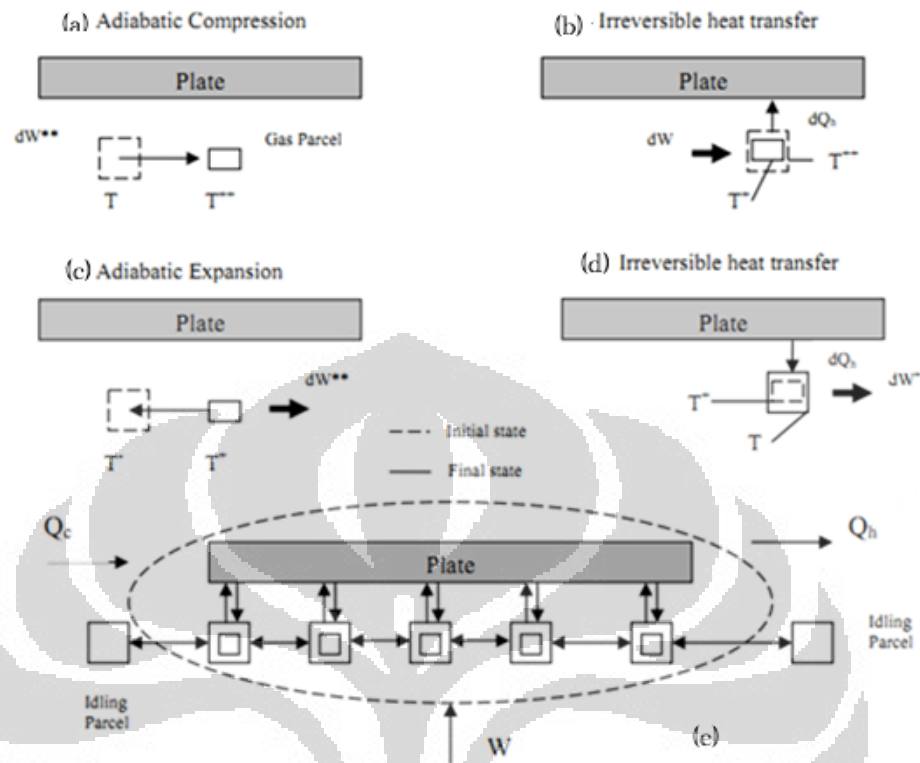 (a) Adiabatic Compression
Plate
dW**
Gas Parcel
T
T**
(b) Irreversible heat transfer
Plate
dQh
dW
T**
T*
(c) Adiabatic Expansion
Plate
dW**
T*
T*
(d) Irreversible heat transfer
Plate
dQh
dW*
T*
T
Initial state
Final state
Qc
Qh
Plate
Idling
Parcel
Idling
Parcel
W
(e)